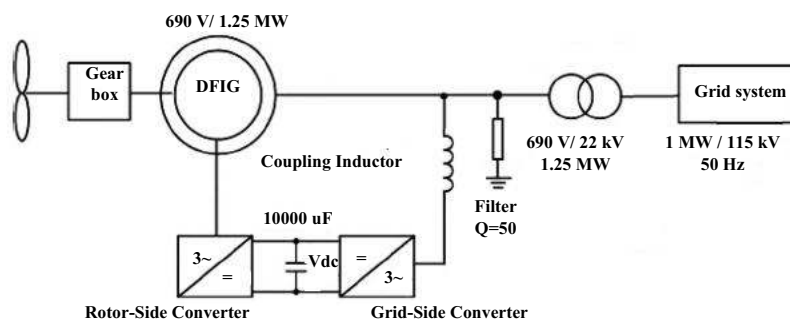 690 V/ 1.25 MW
Gear
box
DFIG
Grid system
690 V/ 22 kV
1.25 MW
1 MW / 115 kV
50 Hz
Coupling Inductor
Filter
Q=50
10000 uF
3~
=
Vdc
=
3~
Rotor-Side Converter
Grid-Side Converter